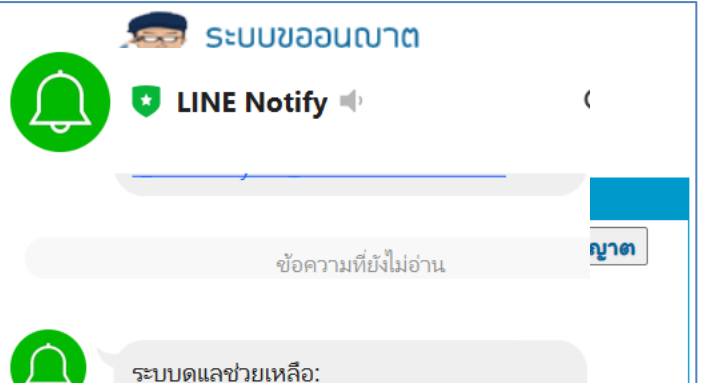 ระบบขออนญาต
LINE Notify
ข้อความที่ยังไม่อ่าน
ญาต
ระบบดแลช่วยเหลือ: